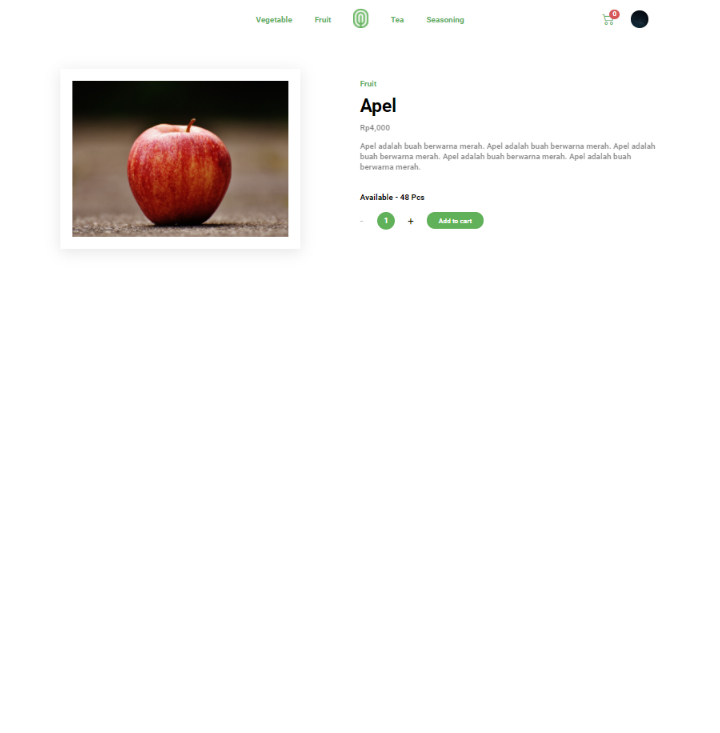 Vegetable Fruit Tea Seasoning 0
Fruit
Apel
Rp4,000
Apel adalah buah berwarna merah. Apel adalah buah berwarna merah. Apel adalah
buah berwarna merah. Apel adalah buah berwarna merah. Apel adalah buah
berwarna merah.
Available - 48 Pcs
- 1 + Add to cart